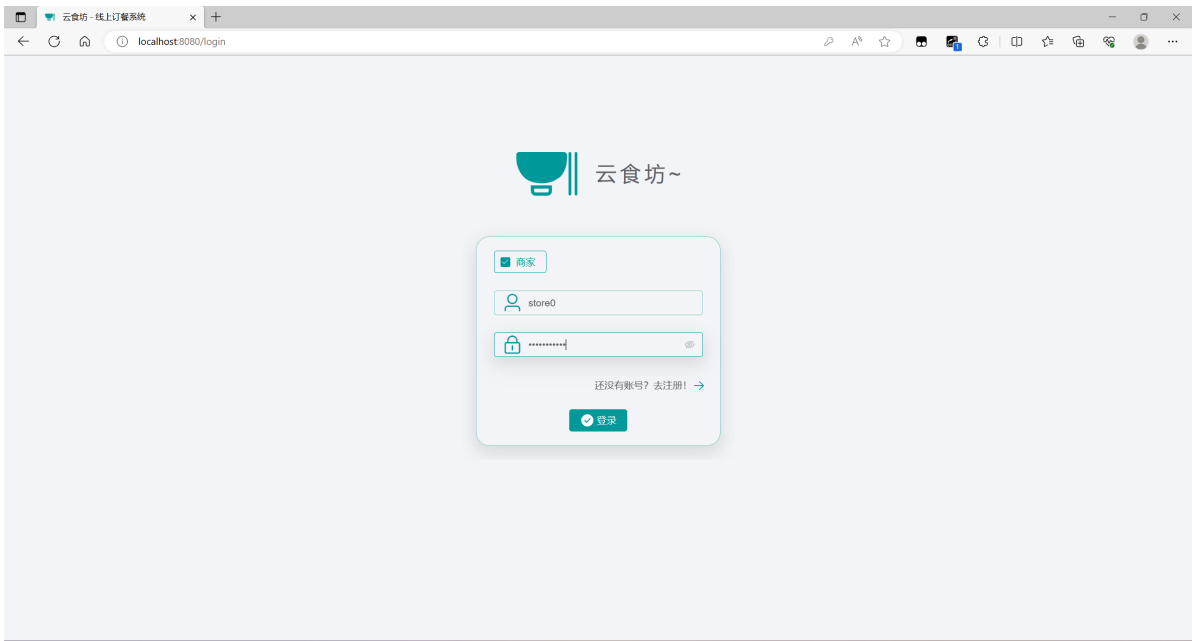 云食坊 - 线上订餐系统
localhost:8080/login
1
云食坊~
商家
store0
•••••••••••
还没有账号？去注册！
登录